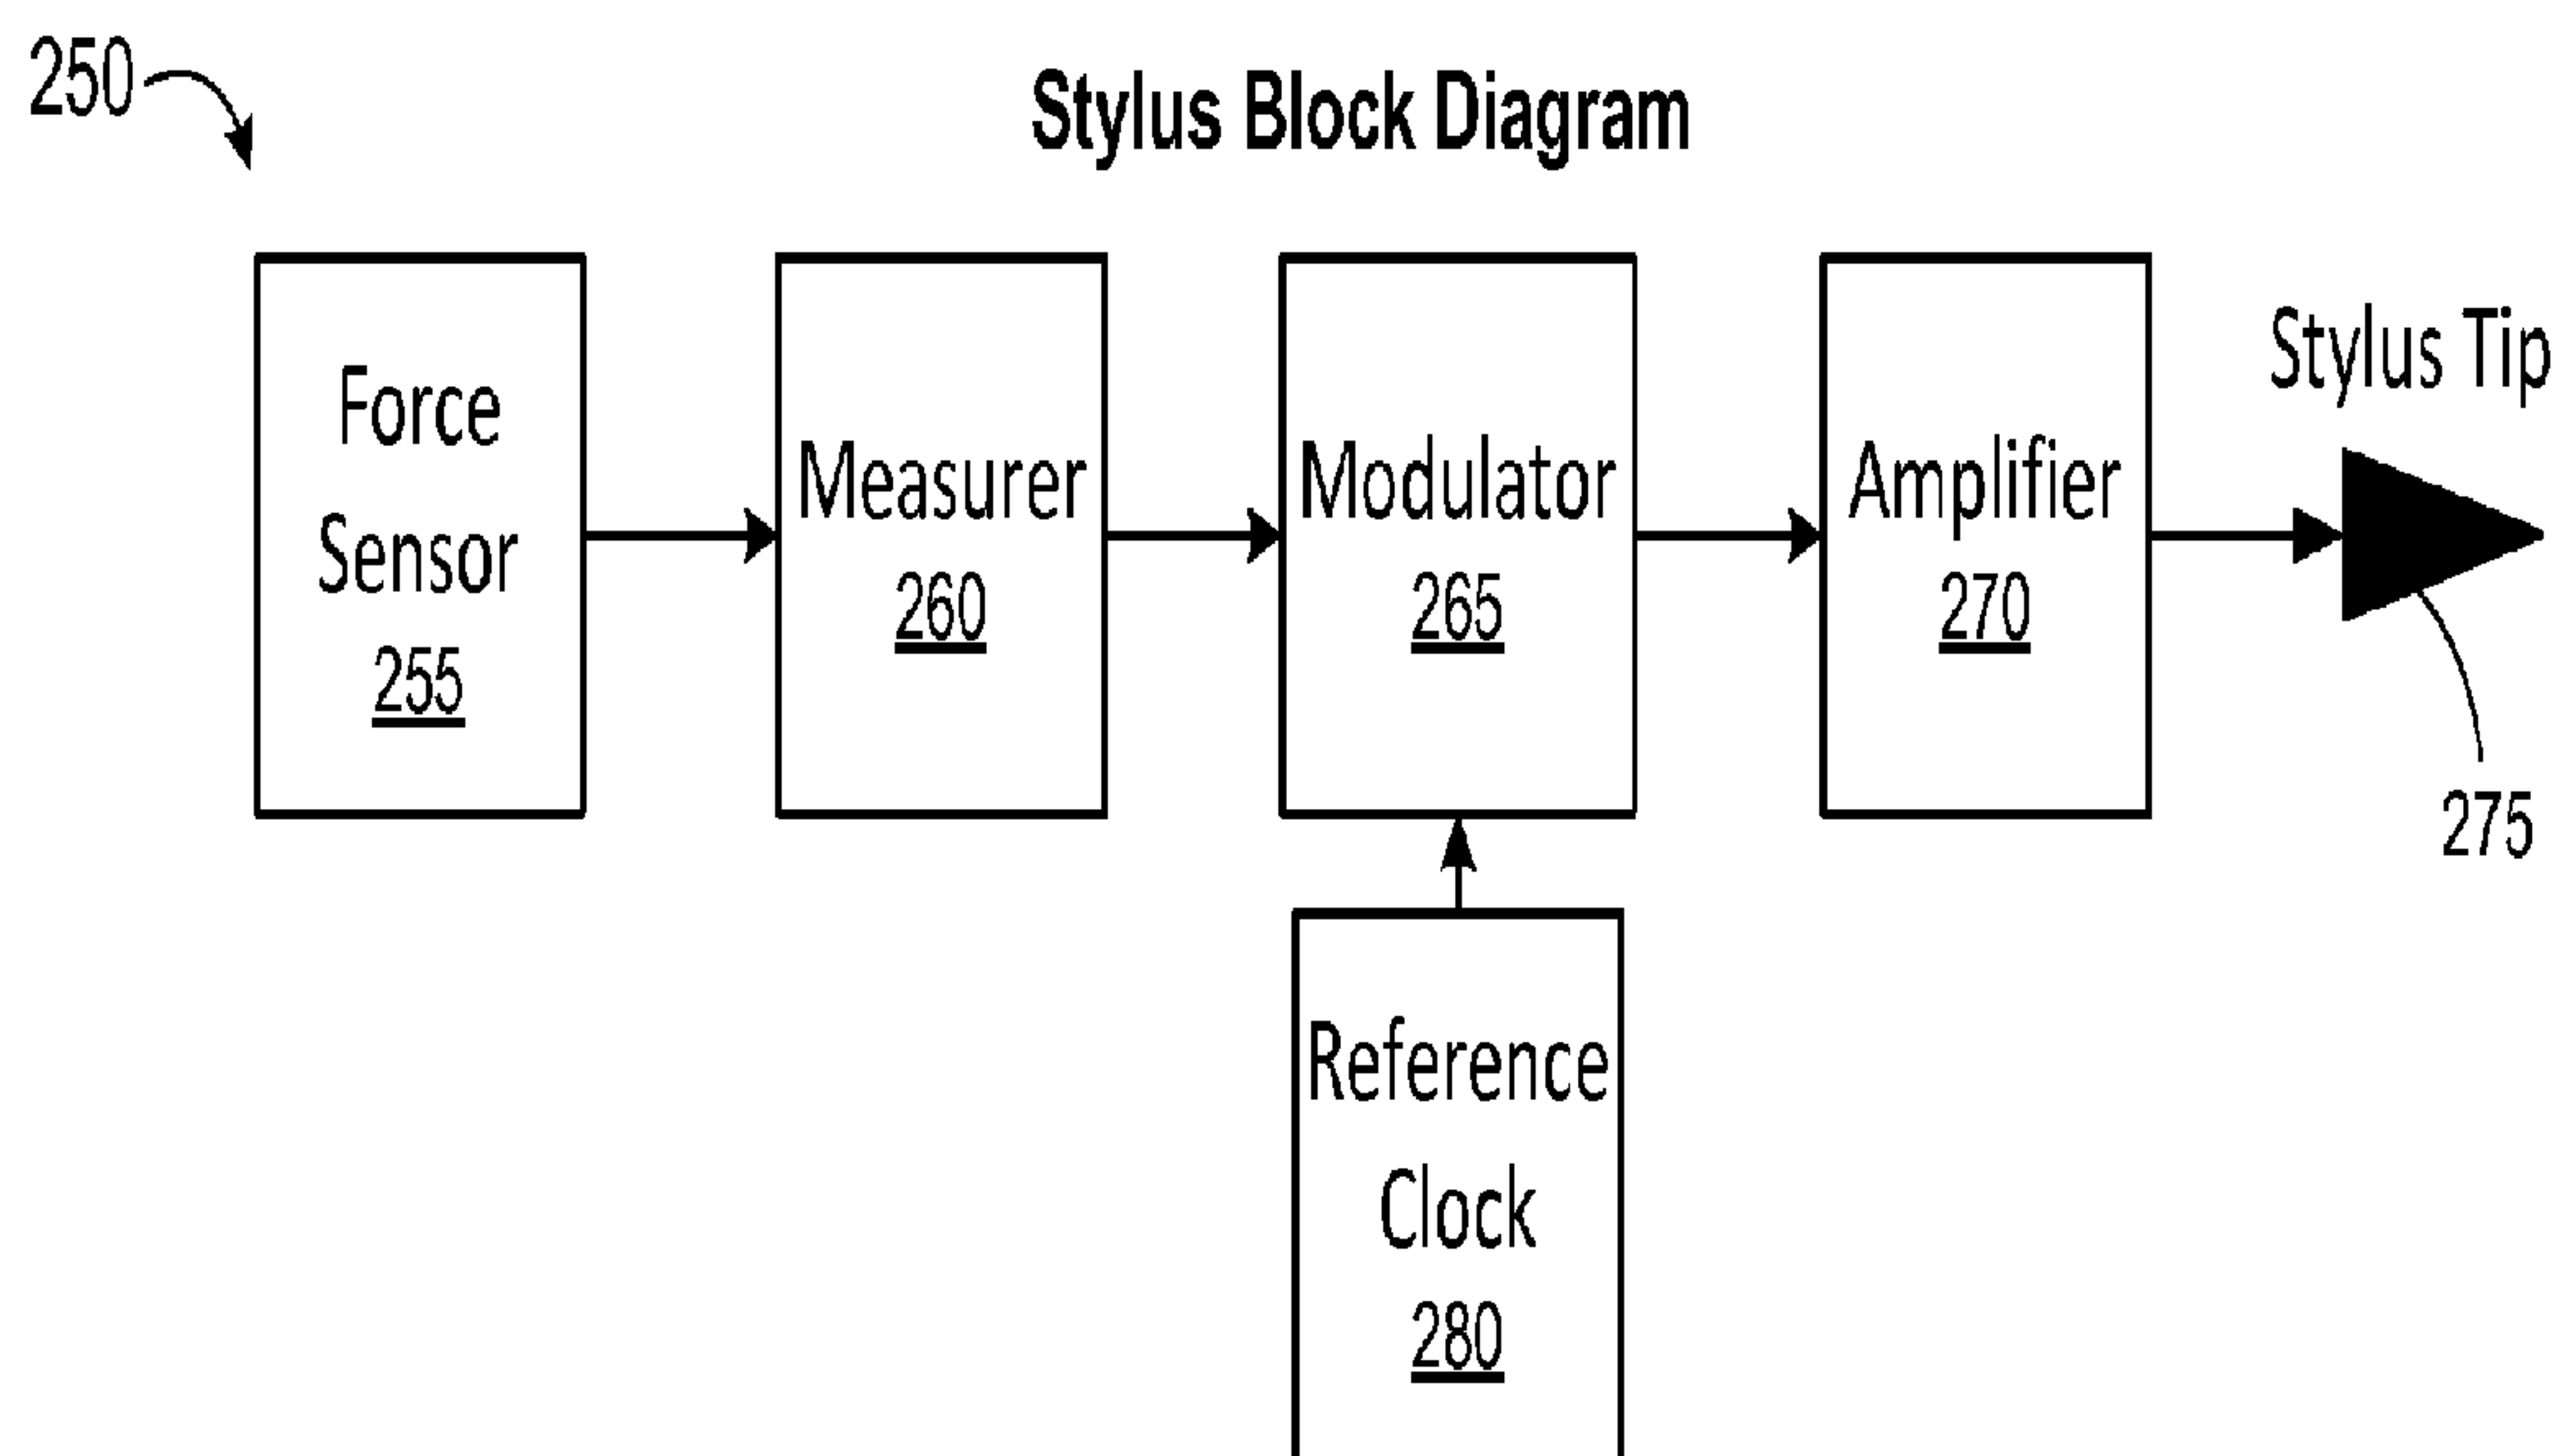 250
Stylus Block Diagram
Force
Sensor
255
Measurer
260
Modulator
265
Amplifier
270
Stylus Tip
275
Reference
Clock
280